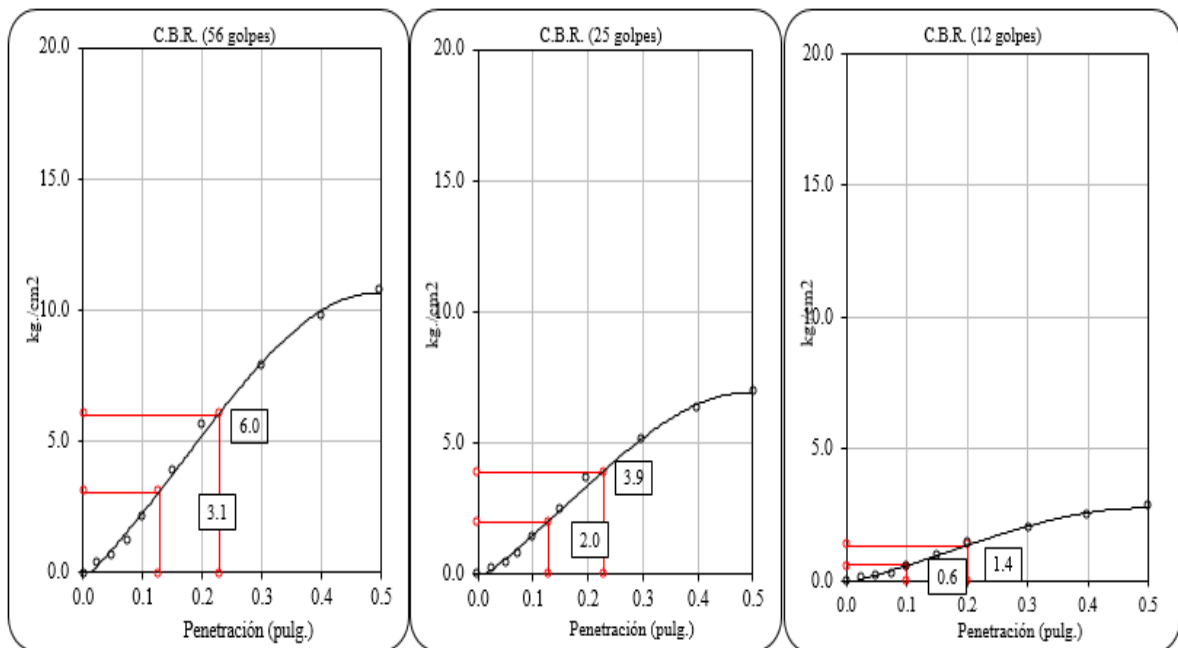 C.B.R. (56 golpes)
20.0
15.0
10.0
5.0
0.0
kg./cm2
6.0
3.1
0.0 0.1 0.2 0.3 0.4 0.5
Penetración (pulg.)
C.B.R. (25 golpes)
20.0
15.0
10.0
5.0
0.0
kg./cm2
3.9
2.0
0.0 0.1 0.2 0.3 0.4 0.5
Penetración (pulg.)
C.B.R. (12 golpes)
20.0
15.0
10.0
5.0
0.0
kg./cm2
1.4
0.6
0.0 0.1 0.2 0.3 0.4 0.5
Penetración (pulg.)